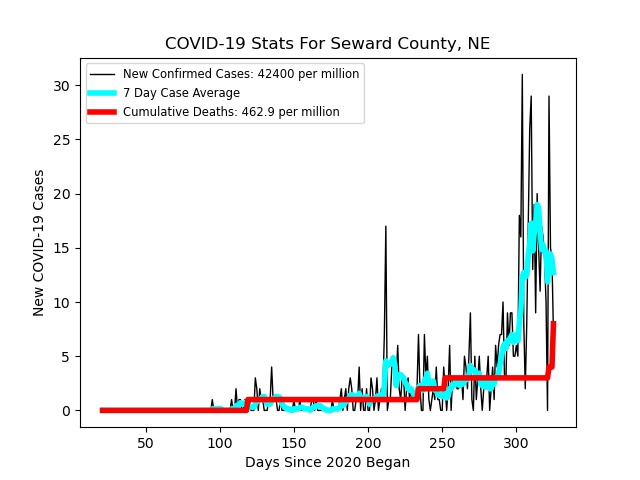 COVID-19 Stats For Seward County, NE
New Confirmed Cases: 42400 per million
7 Day Case Average
Cumulative Deaths: 462.9 per million
New COVID-19 Cases
30
25
20
15
10
5
0
50 100 150 200 250 300
Days Since 2020 Began